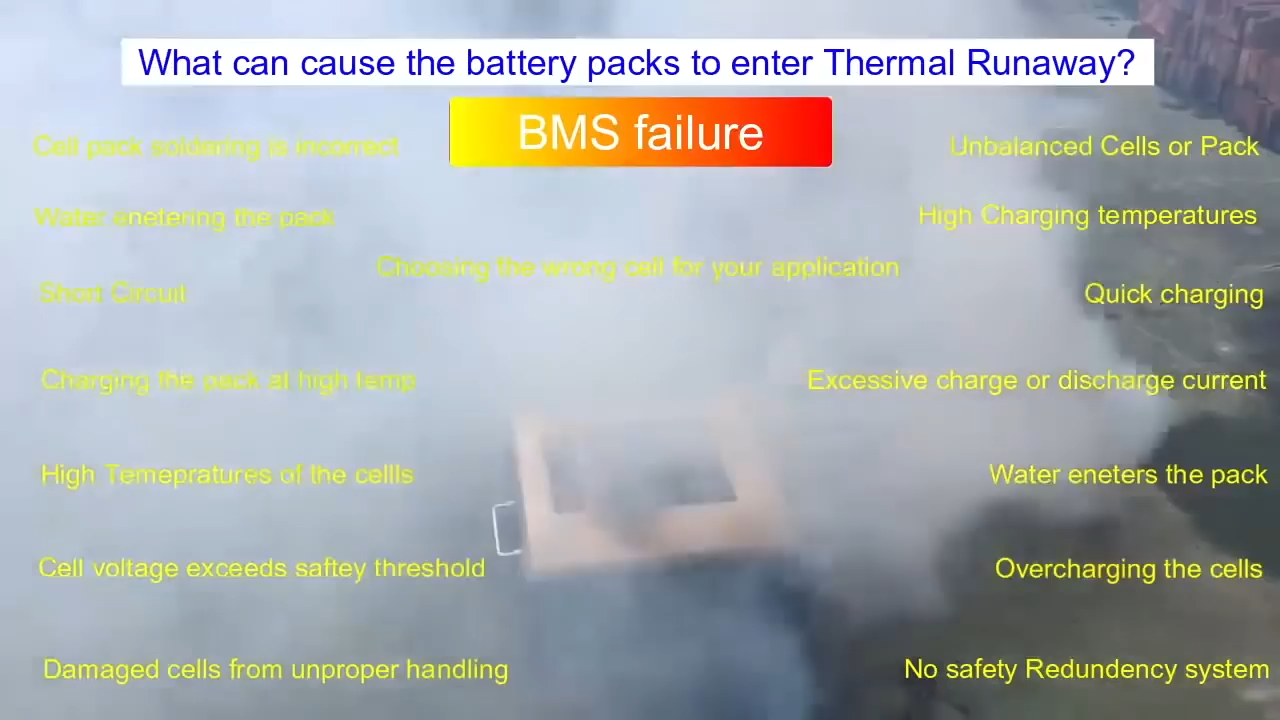 What can cause the battery packs to enter Thermal Runaway?
BMS failure
Cell pack soldering is incorrect
Unbalanced Cells or Pack
Water enetering the pack
High Charging temperatures
Choosing the wrong cell for your application
Short Circuit
Quick charging
Charging the pack at high temp
Excessive charge or discharge current
High Temepratures of the cellls
Water eneters the pack
Cell voltage exceeds saftey threshold
Overcharging the cells
Damaged cells from unproper handling
No safety Redundency system